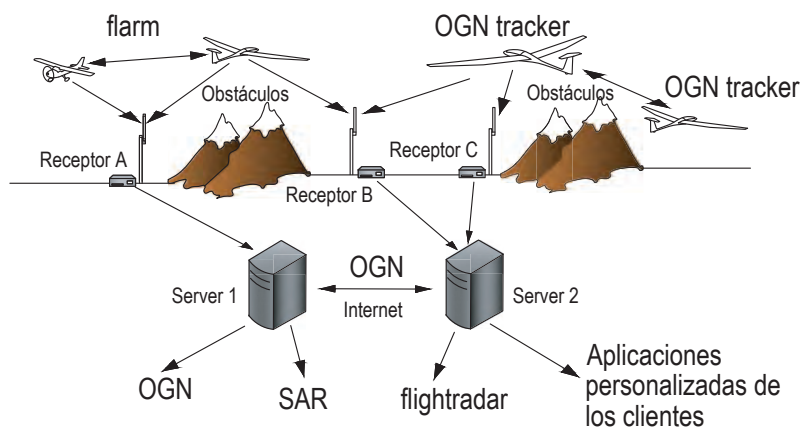 flarm
OGN tracker
OGN tracker
Obstáculos
Obstáculos
Receptor A
Receptor B
Receptor C
OGN
Server 1
Internet
Server 2
OGN
SAR
flightradar
Aplicaciones
personalizadas de
los clientes